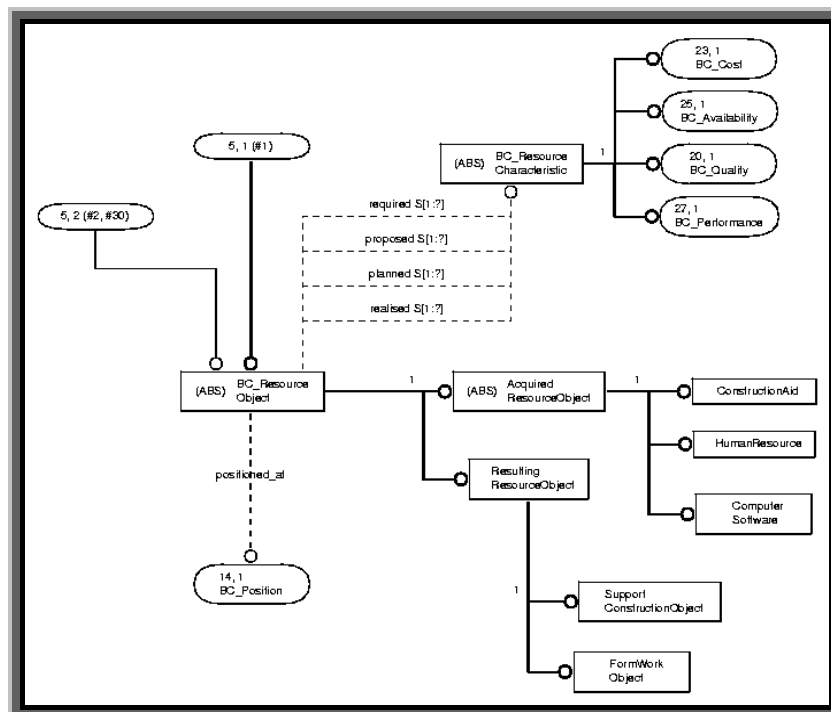 23, 1
BC_Cost
25, 1
BC_Availability
5, 1 (#1)
1
(ABS) BC_Resource
Characteristic
20, 1
BC_Quality
required S[1:?]
5, 2 (#2, #30)
27, 1
BC_Performance
proposed S[1:?]
planned S[1:?]
realised S[1:?]
(ABS) BC_Resource
Object
1
(ABS) Acquired
ResourceObject
1
ConstructionAid
HumanResource
positioned_at
Resulting
ResourceObject
Computer
Software
14, 1
BC_Position
1
Support
ConstructionObject
FormWork
Object